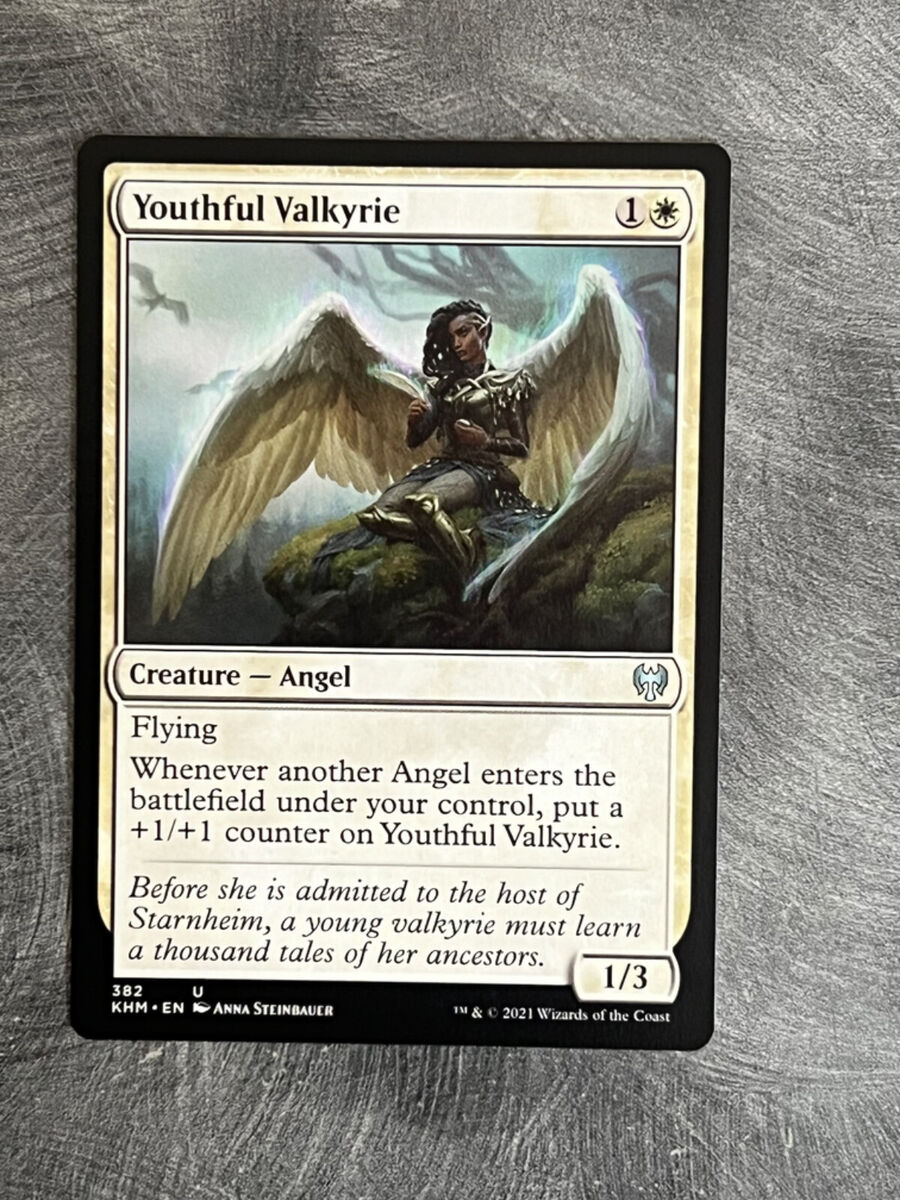 Youthful Valkyrie 1
Creature — Angel
Flying
Whenever another Angel enters the
battlefield under your control, put a
+1/+1 counter on Youthful Valkyrie.
Before she is admitted to the host of
Starnheim, a young valkyrie must learn
a thousand tales of her ancestors.
1/3
382 U
KHM • EN Anna Steinbauer
™ & © 2021 Wizards of the Coast